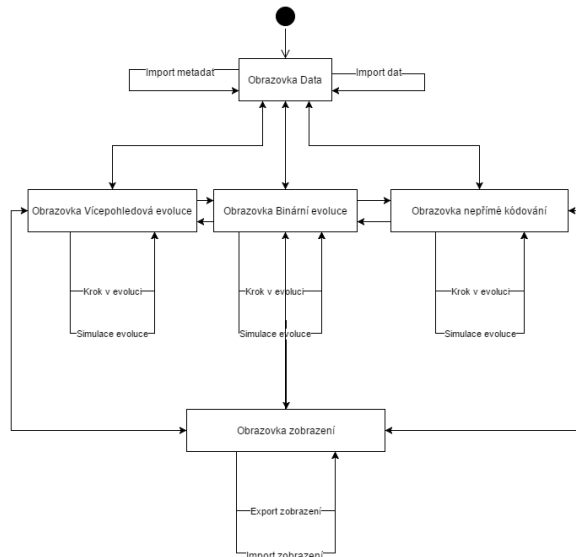 Import metadat
Obrazovka Data
Import dat
Obrazovka Vícepohledová evoluce
Obrazovka Binární evoluce
Obrazovka nepřímé kódování
Krok v evoluci
Krok v evoluci
Krok v evoluci
Simulace evoluce
Simulace evoluce
Simulace evoluce
Obrazovka zobrazení
Export zobrazení
Import zobrazení